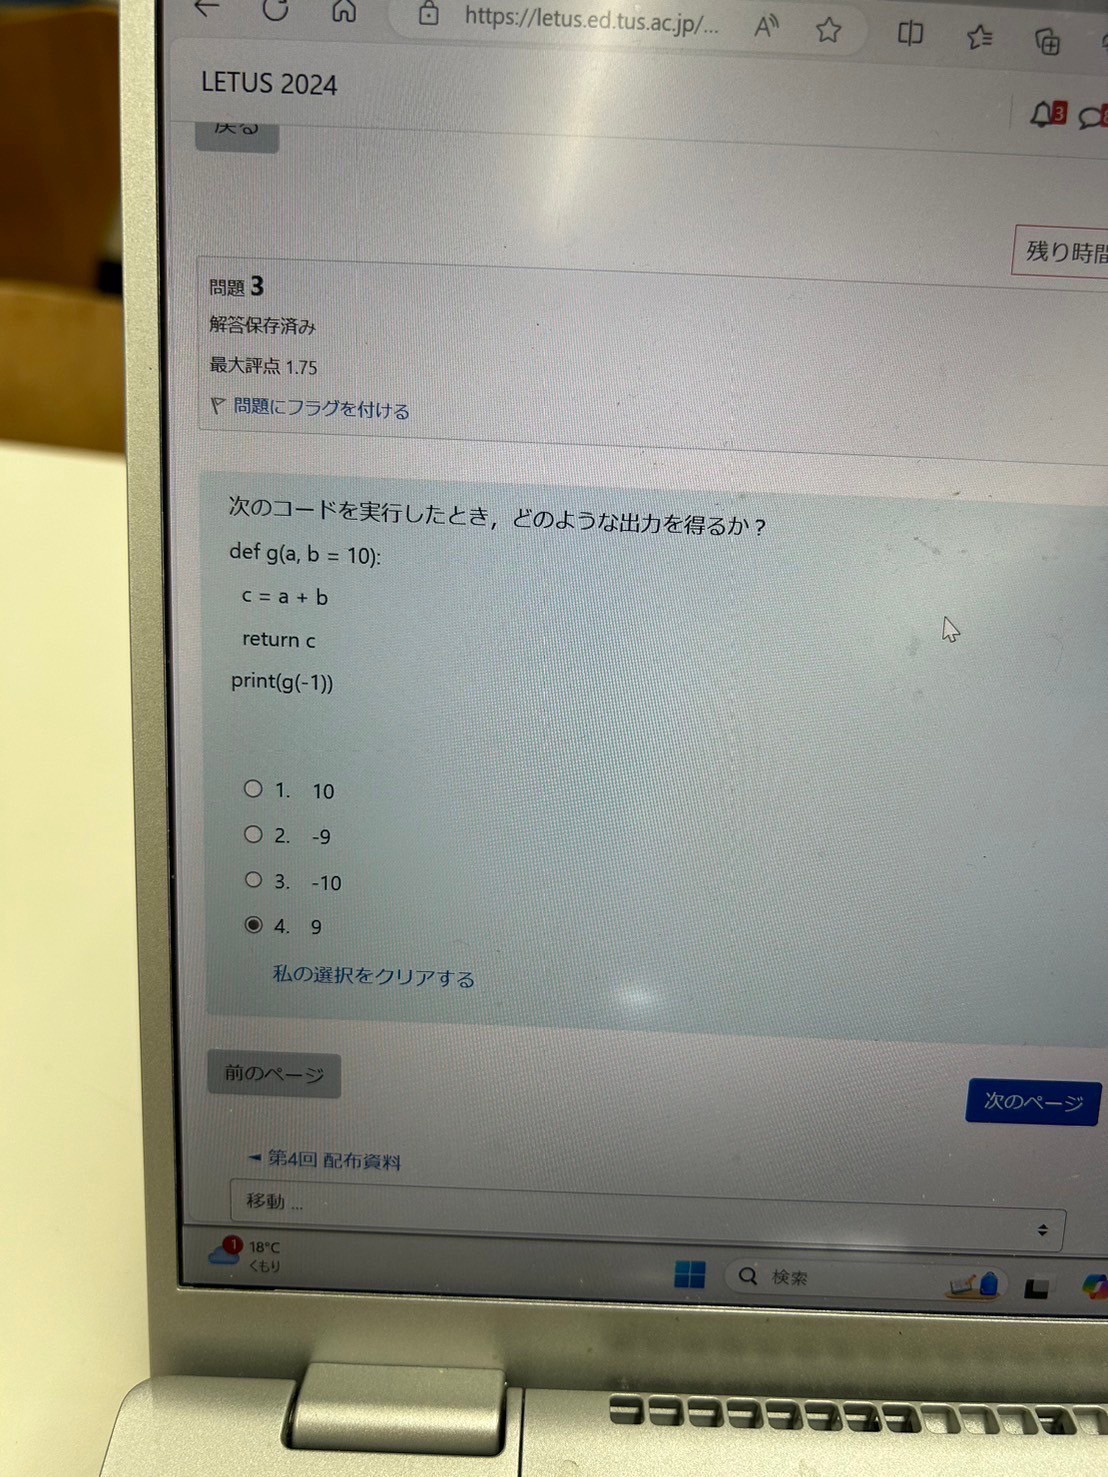 https://letus.ed.tus.ac.jp/...
LETUS 2024
3
戻る
残り時間
問題 3
解答保存済み
最大評点 1.75
問題にフラグを付ける
次のコードを実行したとき，どのような出力を得るか？
def g(a, b = 10):
c = a + b
return c
print(g(-1))
1. 10
2. -9
3. -10
4. 9
私の選択をクリアする
前のページ
次のページ
◄ 第4回 配布資料
移動 ...
1
18°C
くもり
検索